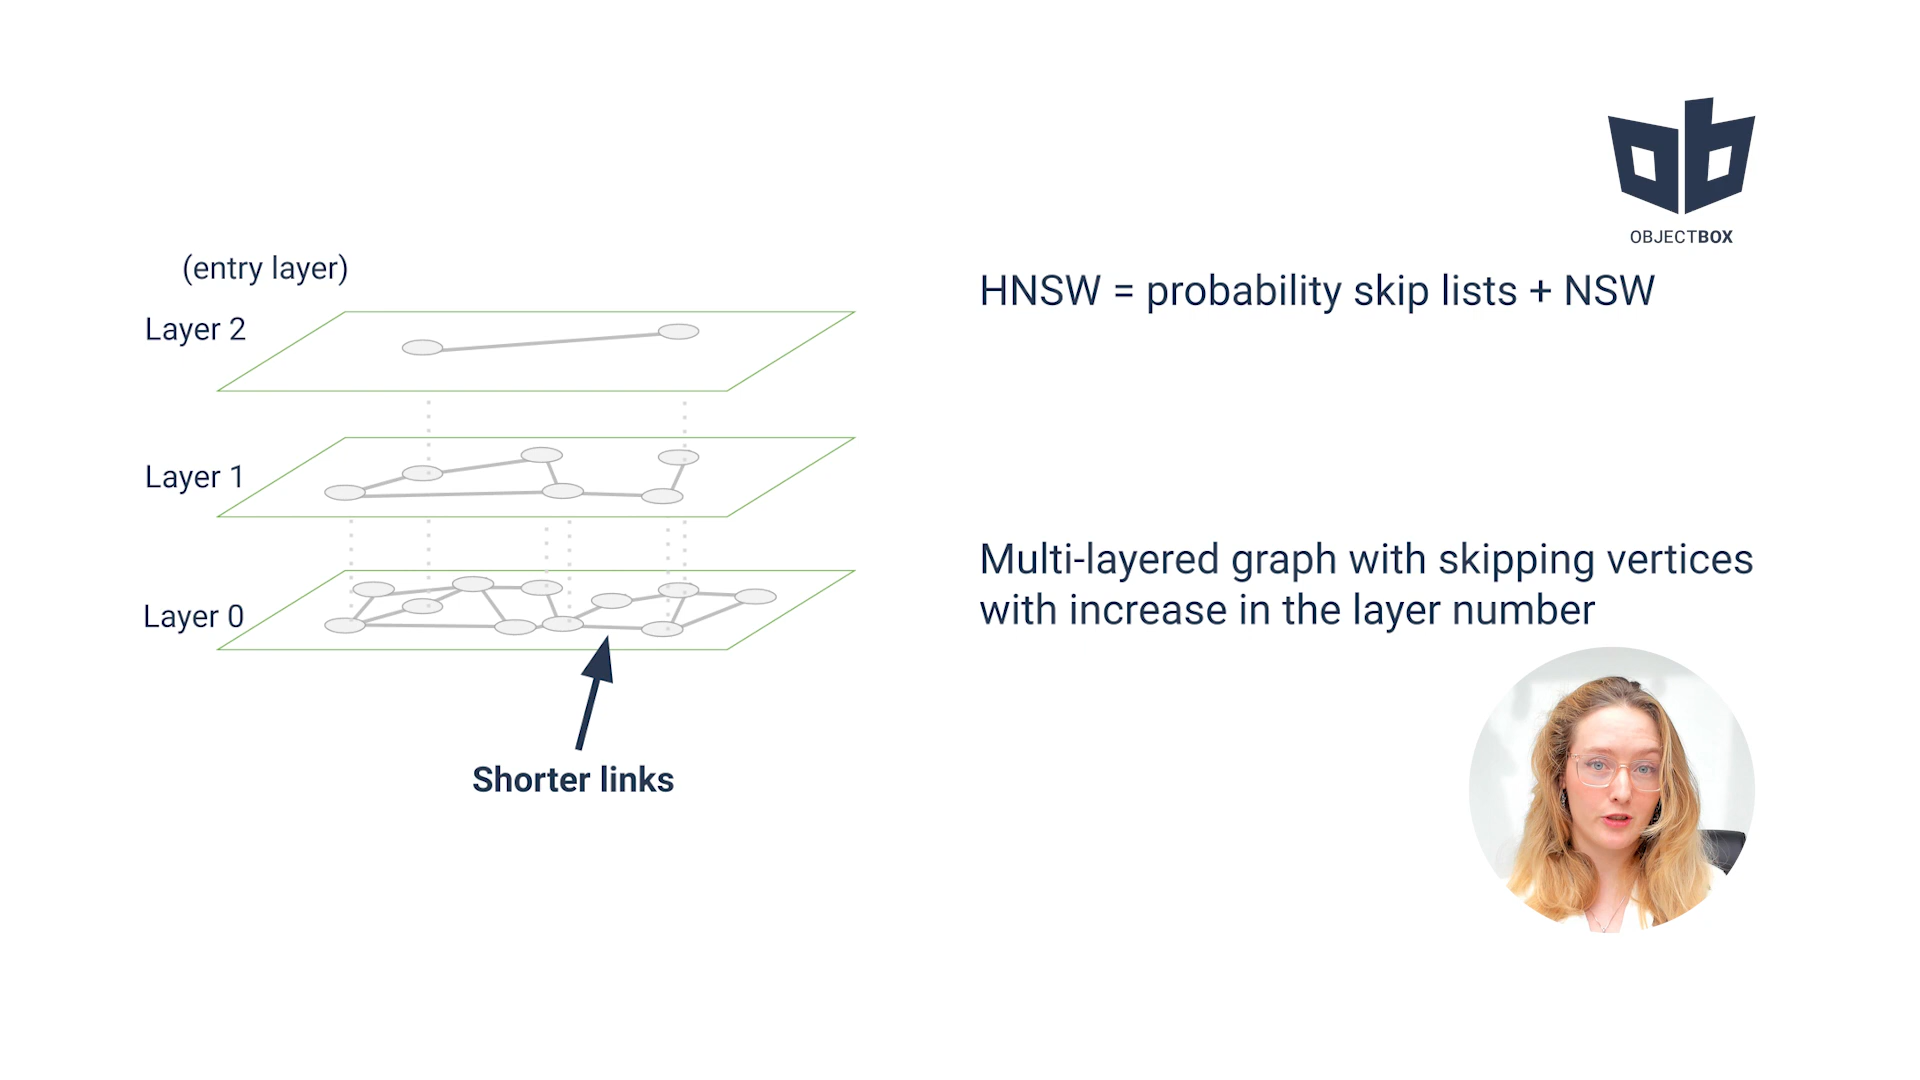 OBJECTBOX
(entry layer)
Layer 2
Layer 1
Layer 0
Shorter links
HNSW = probability skip lists + NSW
Multi-layered graph with skipping vertices
with increase in the layer number